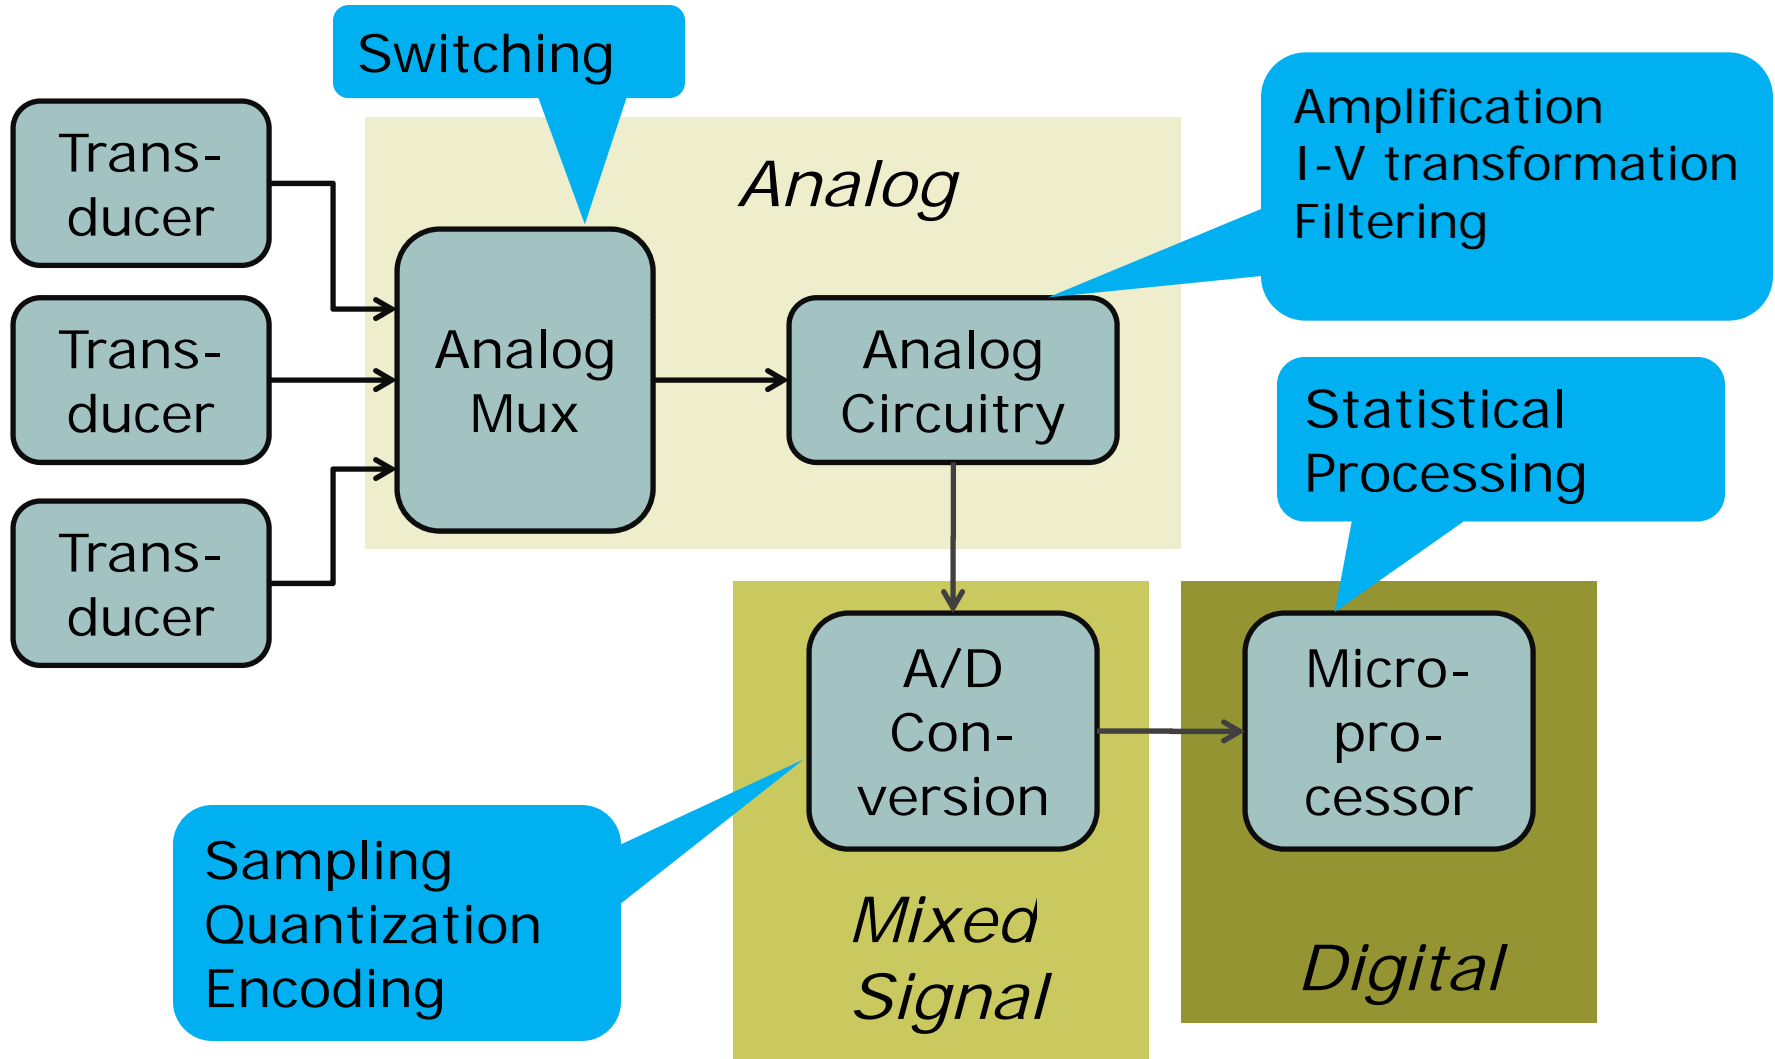 Switching
Trans-
ducer
Analog
Amplification
I-V transformation
Filtering
Trans-
ducer
Analog
Mux
Analog
Circuitry
Statistical
Processing
Trans-
ducer
A/D
Con-
version
Micro-
pro-
cessor
Sampling
Quantization
Encoding
Mixed
Signal
Digital